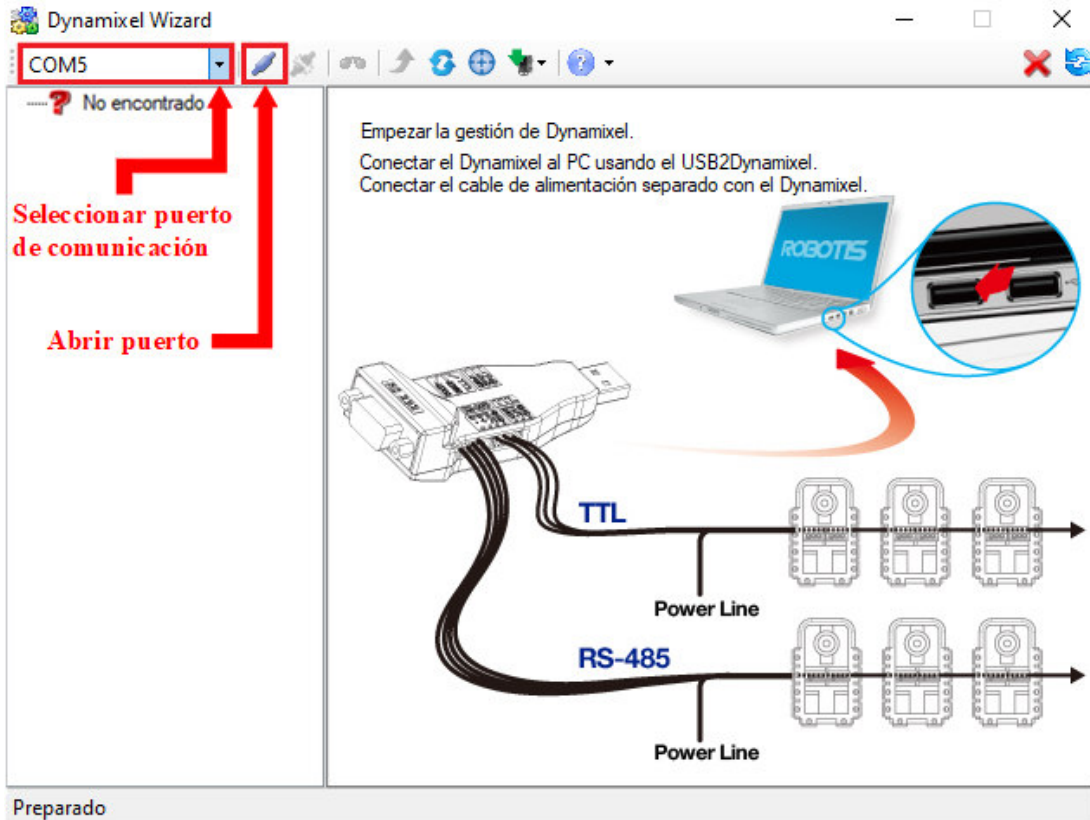 Dynamixel Wizard
COM5
No encontrado
Seleccionar puerto
de comunicación
Abrir puerto
Empezar la gestión de Dynamixel.
Conectar el Dynamixel al PC usando el USB2Dynamixel.
Conectar el cable de alimentación separado con el Dynamixel.
ROBOTIS
TTL
Power Line
RS-485
Power Line
Preparado